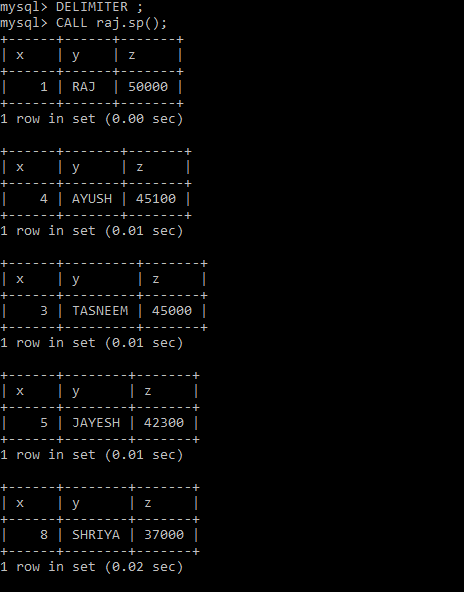 mysql> DELIMITER ;
mysql> CALL raj.sp();
+------+------+-------+
| x    | y    | z     |
+------+------+-------+
|    1 | RAJ  | 50000 |
+------+------+-------+
1 row in set (0.00 sec)

+------+-------+-------+
| x    | y     | z     |
+------+-------+-------+
|    4 | AYUSH | 45100 |
+------+-------+-------+
1 row in set (0.01 sec)

+------+---------+-------+
| x    | y       | z     |
+------+---------+-------+
|    3 | TASNEEM | 45000 |
+------+---------+-------+
1 row in set (0.01 sec)

+------+--------+-------+
| x    | y      | z     |
+------+--------+-------+
|    5 | JAYESH | 42300 |
+------+--------+-------+
1 row in set (0.01 sec)

+------+--------+-------+
| x    | y      | z     |
+------+--------+-------+
|    8 | SHRIYA | 37000 |
+------+--------+-------+
1 row in set (0.02 sec)